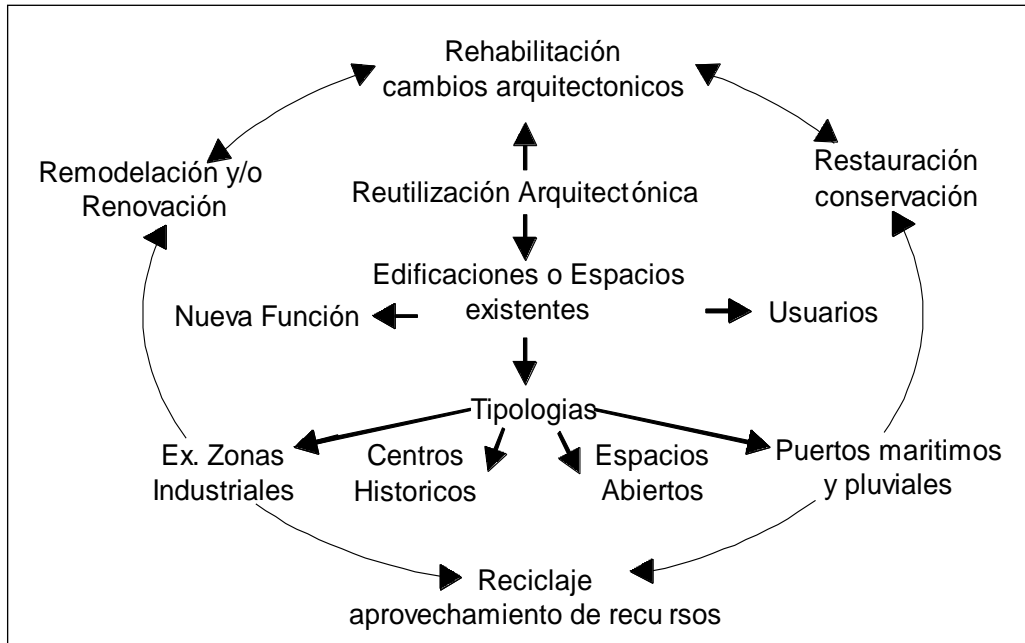 Rehabilitación
cambios arquitectonicos
Remodelación y/o
Renovación
Restauración
conservación
Reutilización Arquitectónica
Edificaciones o Espacios
existentes
Nueva Función
Usuarios
Tipologias
Ex. Zonas
Industriales
Centros
Historicos
Espacios
Abiertos
Puertos maritimos
y pluviales
Reciclaje
aprovechamiento de recu rsos